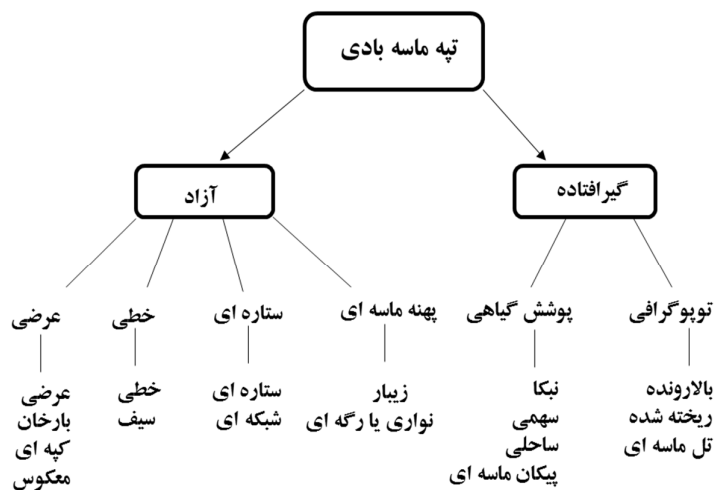 تپه ماسه بادی
گیرافتاده
آزاد
توپوگرافی
پوشش گیاهی
پهنه ماسه ای
ستاره ای
خطی
عرضی
بالارونده
ریخته شده
تل ماسه ای
نبکا
سهمی
ساحلی
پیکان ماسه ای
زیبار
نواری یا رگه ای
ستاره ای
شبکه ای
خطی
سیف
عرضی
بارخان
کپه ای
معکوس